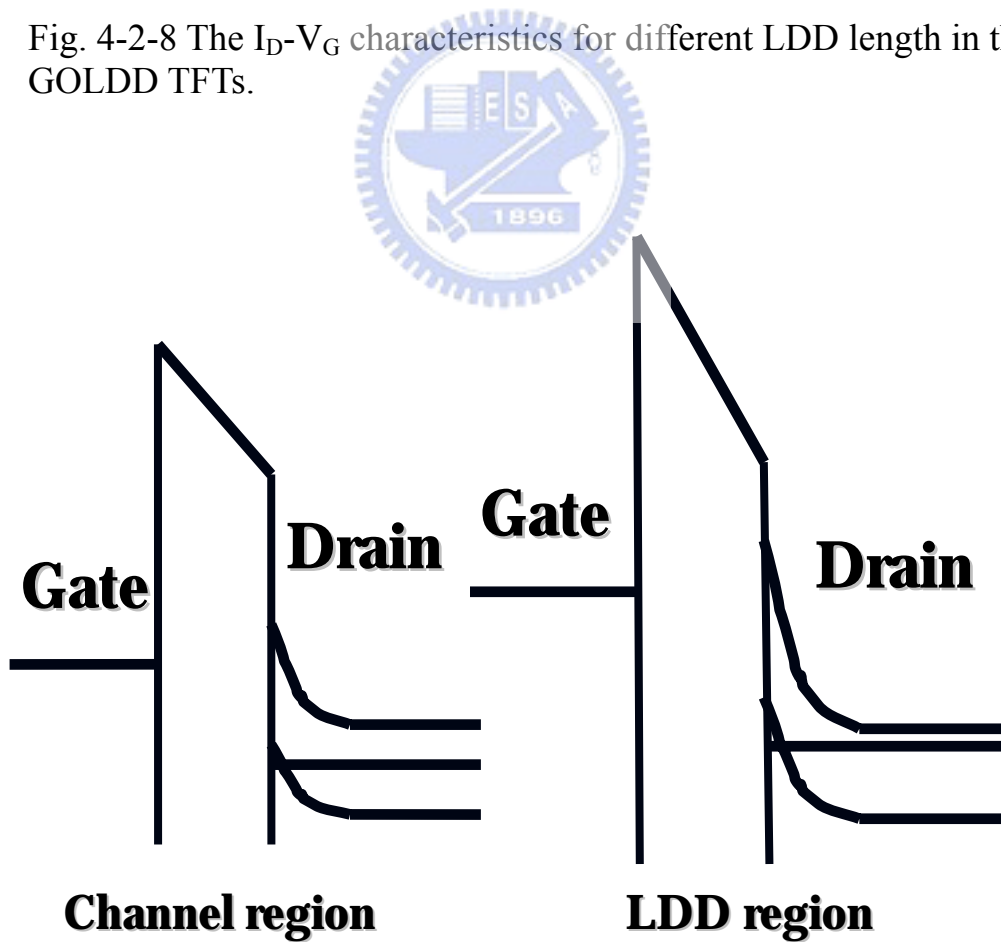 Fig. 4-2-8 The ID-VG characteristics for different LDD length in t
GOLDD TFTs.
E S A
1896
Gate
Drain
Gate
Drain
Channel region
LDD region